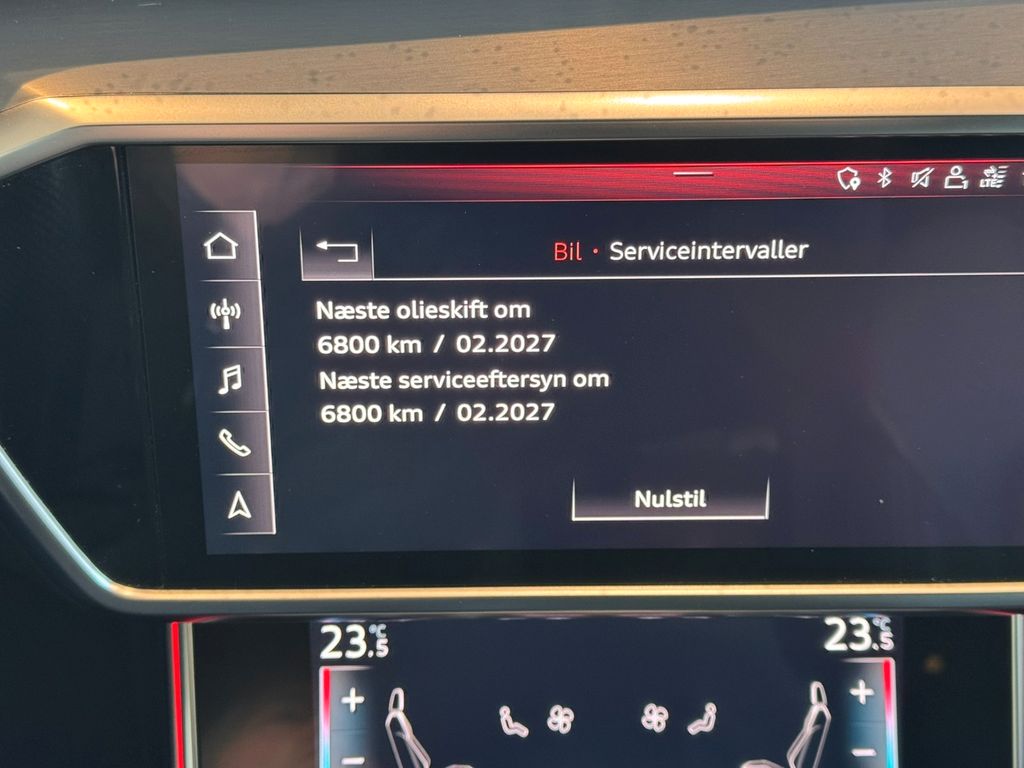 LTE
Bil • Serviceintervaller
Næste olieskift om
6800 km / 02.2027
Næste serviceeftersyn om
6800 km / 02.2027
Nulstil
23.5 °C
23.5 °C
+
+
−
−